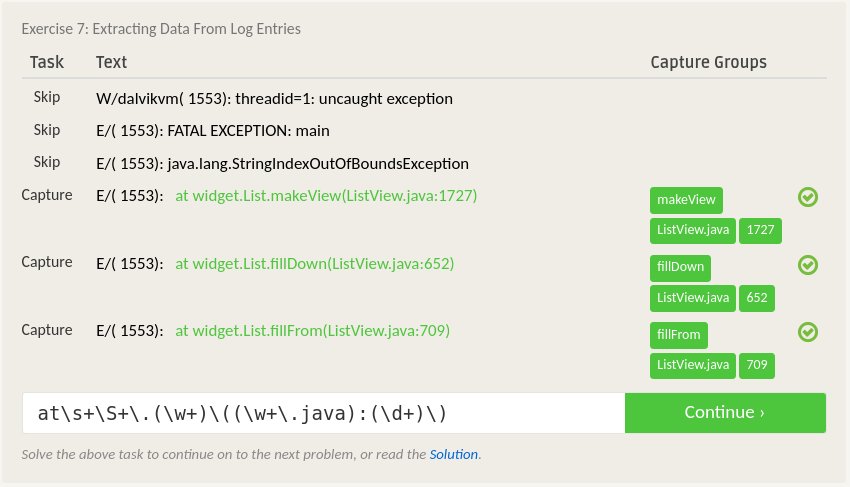 Exercise 7: Extracting Data From Log Entries
Task Text Capture Groups
Skip W/dalvikvm( 1553): threadid=1: uncaught exception
Skip E/( 1553): FATAL EXCEPTION: main
Skip E/( 1553): java.lang.StringIndexOutOfBoundsException
Capture E/( 1553): at widget.List.makeView(ListView.java:1727) makeView
ListView.java 1727
Capture E/( 1553): at widget.List.fillDown(ListView.java:652) fillDown
ListView.java 652
Capture E/( 1553): at widget.List.fillFrom(ListView.java:709) fillFrom
ListView.java 709
at\s+\S+\.(\w+)\((\w+\.java):(\d+)\) Continue ›
Solve the above task to continue on to the next problem, or read the Solution.